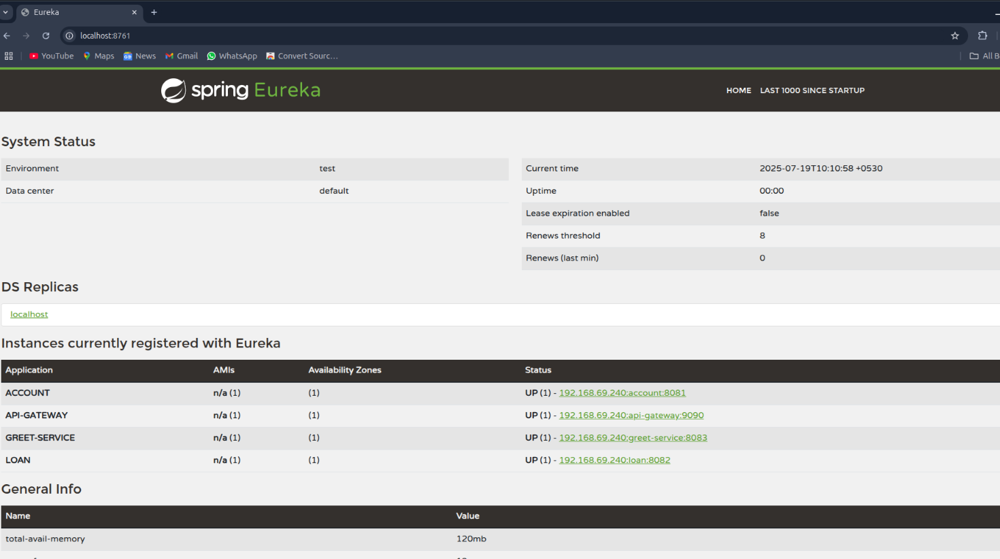 Eureka
localhost:8761
YouTube Maps News Gmail WhatsApp Convert Sourc... All B
spring Eureka
HOME LAST 1000 SINCE STARTUP
System Status
Environment test
Data center default
Current time 2025-07-19T10:10:58 +0530
Uptime 00:00
Lease expiration enabled false
Renews threshold 8
Renews (last min) 0
DS Replicas
localhost
Instances currently registered with Eureka
Application AMIs Availability Zones Status
ACCOUNT n/a (1) (1) UP (1) - 192.168.69.240:account:8081
API-GATEWAY n/a (1) (1) UP (1) - 192.168.69.240:api-gateway:9090
GREET-SERVICE n/a (1) (1) UP (1) - 192.168.69.240:greet-service:8083
LOAN n/a (1) (1) UP (1) - 192.168.69.240:loan:8082
General Info
Name Value
total-avail-memory 120mb